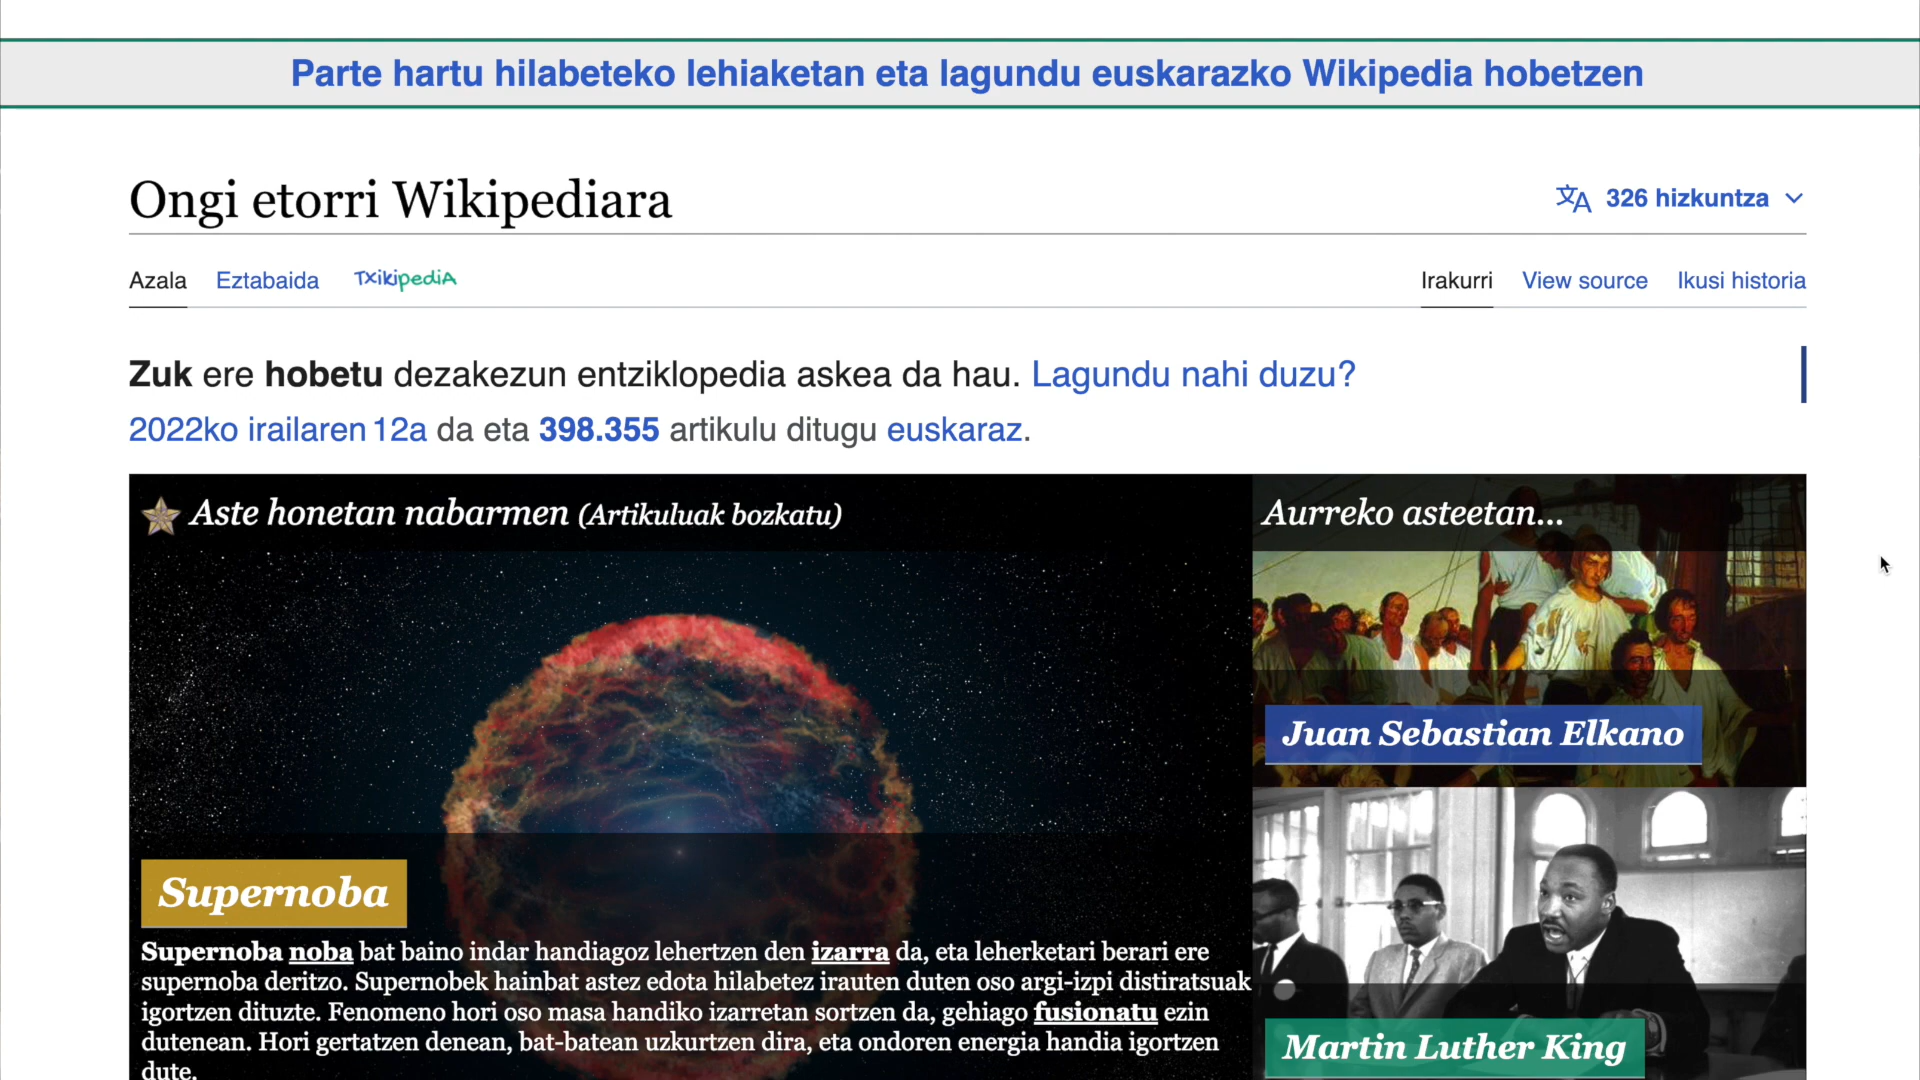 Parte hartu hilabeteko lehiaketan eta lagundu euskarazko Wikipedia hobetzen
Ongi etorri Wikipediara
326 hizkuntza
Azala Eztabaida TXikipediA
Irakurri View source Ikusi historia
Zuk ere hobetu dezakezun entziklopedia askea da hau. Lagundu nahi duzu?
2022ko irailaren 12a da eta 398.355 artikulu ditugu euskaraz.
Aste honetan nabarmen (Artikuluak bozkatu)
Supernoba
Supernoba noba bat baino indar handiagoz lehertzen den izarra da, eta leherketari berari ere
supernoba deritzo. Supernobek hainbat astez edota hilabetez irauten duten oso argi-izpi distiratsuak
igortzen dituzte. Fenomeno hori oso masa handiko izarretan sortzen da, gehiago fusionatu ezin
dutenean. Hori gertatzen denean, bat-batean uzkurtzen dira, eta ondoren energia handia igortzen
dute.
Aurreko asteetan...
Juan Sebastian Elkano
Martin Luther King